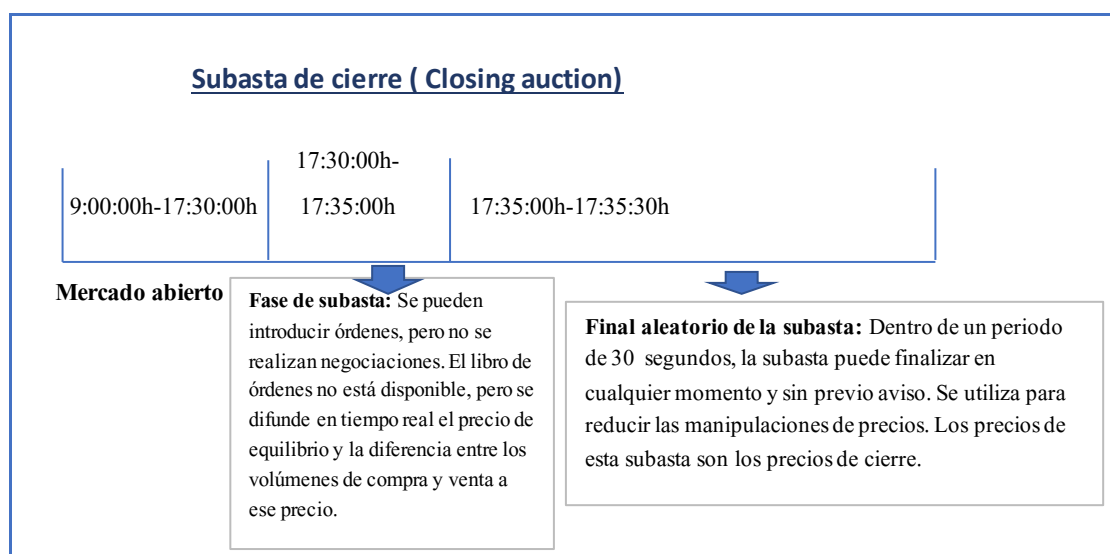 Subasta de cierre ( Closing auction)
17:30:00h-
9:00:00h-17:30:00h
17:35:00h
17:35:00h-17:35:30h
Mercado abierto
Fase de subasta: Se pueden
introducir órdenes, pero no se
realizan negociaciones. El libro de
órdenes no está disponible, pero se
difunde en tiempo real el precio de
equilibrio y la diferencia entre los
volúmenes de compra y venta a
ese precio.
Final aleatorio de la subasta: Dentro de un periodo
de 30 segundos, la subasta puede finalizar en
cualquier momento y sin previo aviso. Se utiliza para
reducir las manipulaciones de precios. Los precios de
esta subasta son los precios de cierre.